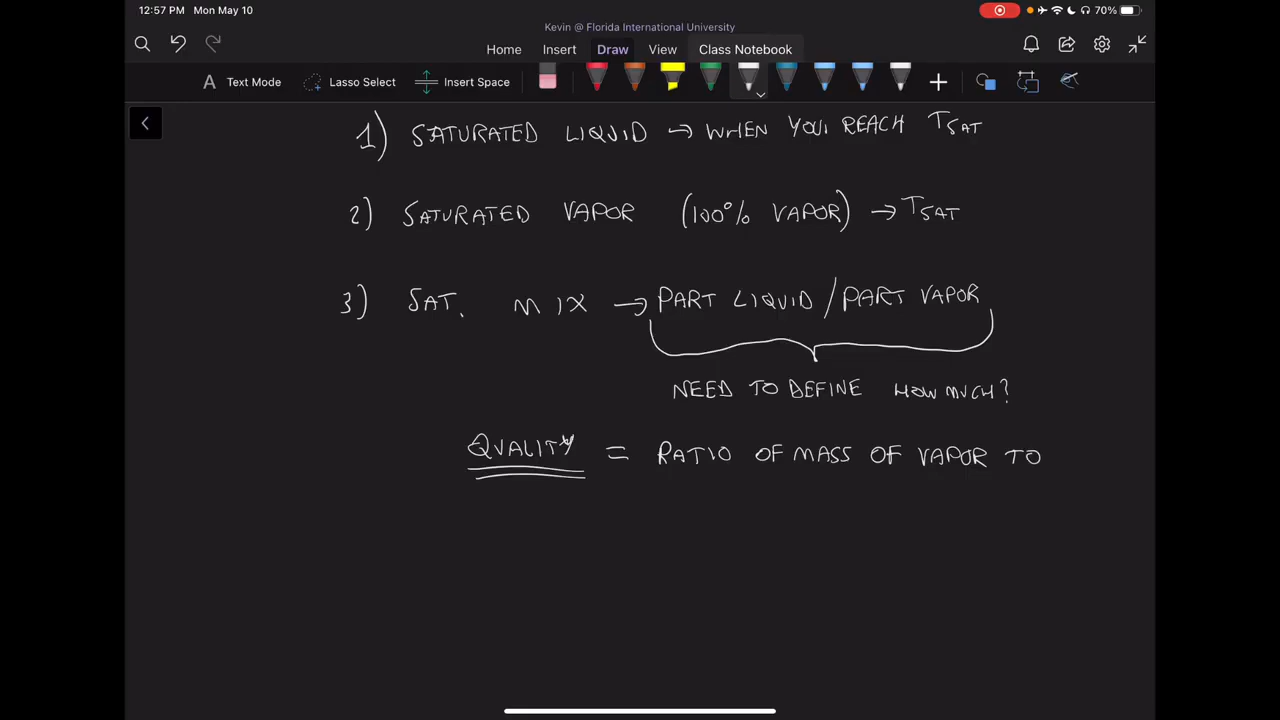 12:57 PM Mon May 10
70%
Kevin @ Florida International University
Home Insert Draw View Class Notebook
Text Mode Lasso Select Insert Space
1) SATURATED LIQUID → WHEN YOU REACH TSAT
2) SATURATED VAPOR (100% VAPOR) → TSAT
3) SAT. MIX → PART LIQUID / PART VAPOR
NEED TO DEFINE HOW MUCH?
QUALITY = RATIO OF MASS OF VAPOR TO